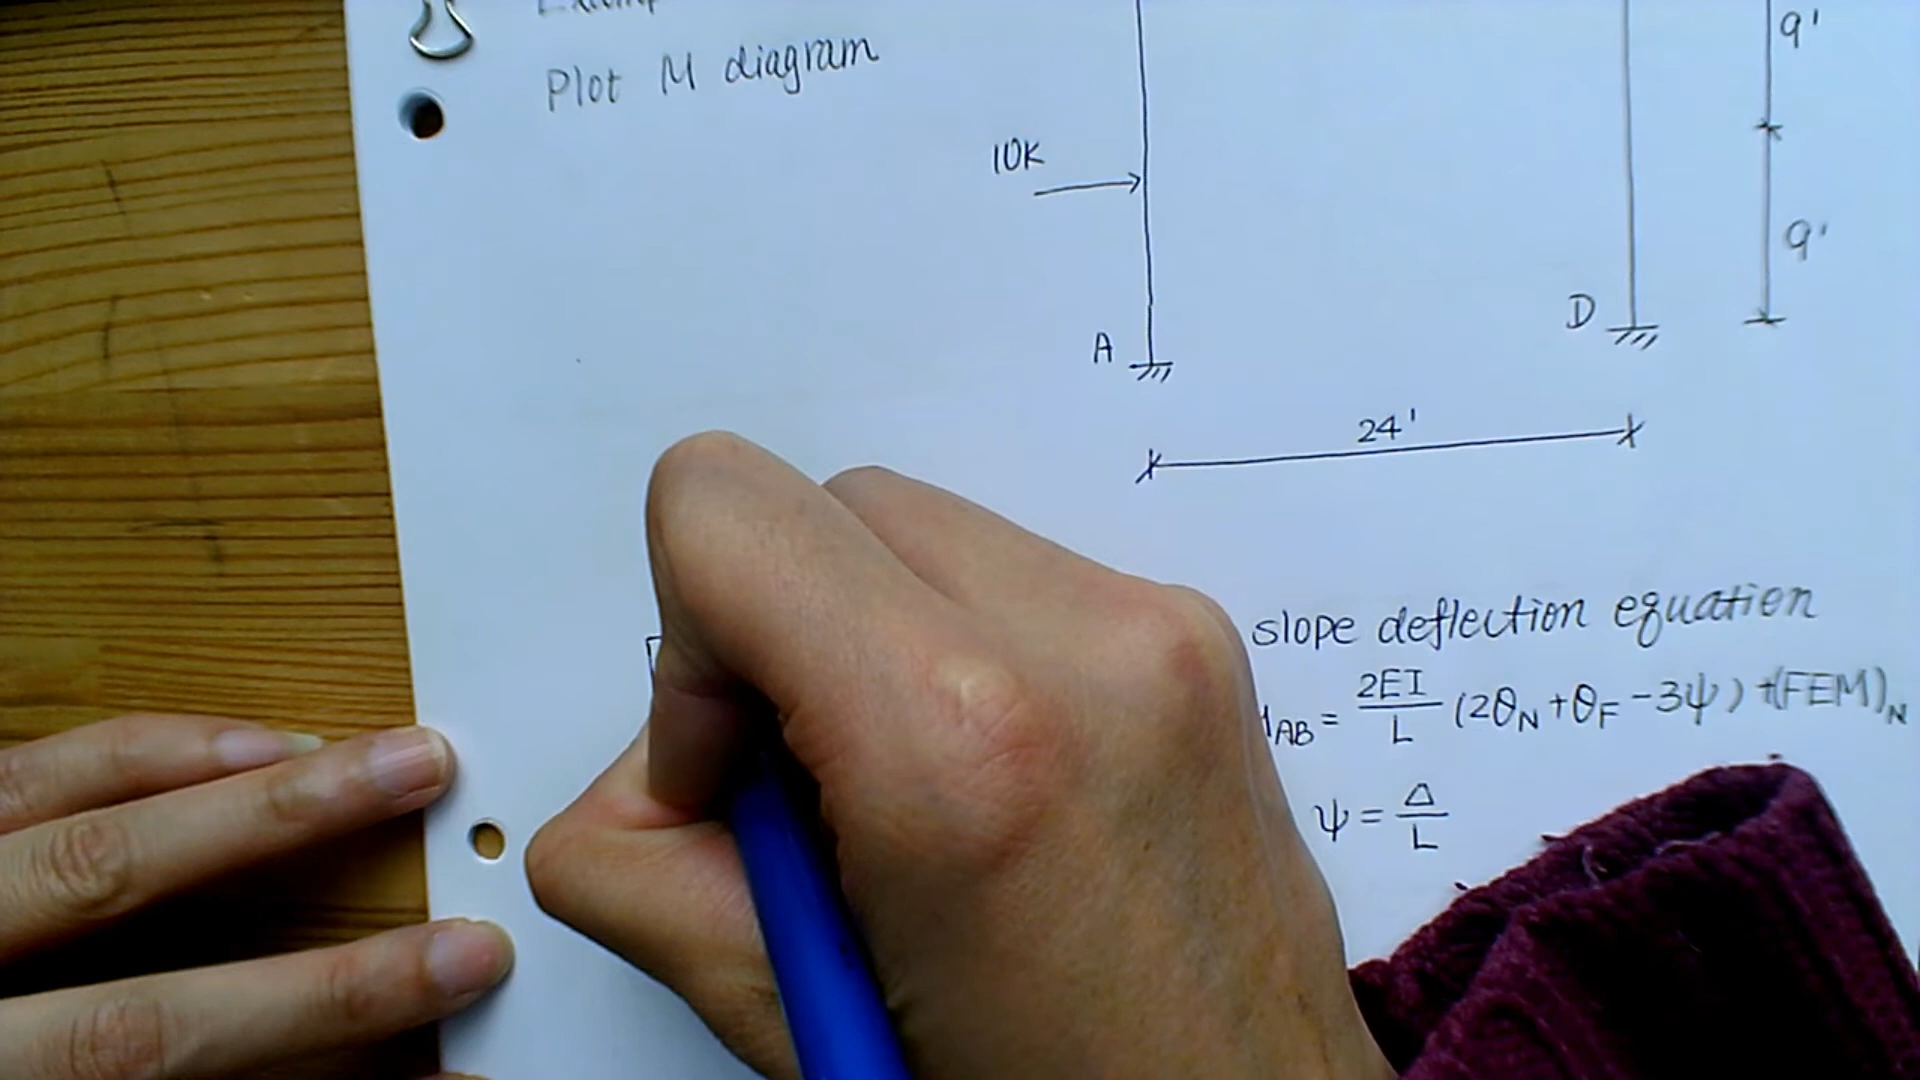 Plot M diagram
9'
10K
9'
D
A
24'
slope deflection equation
AB = 2EI/L (2θN + θF - 3ψ) + (FEM)N
ψ = Δ/L